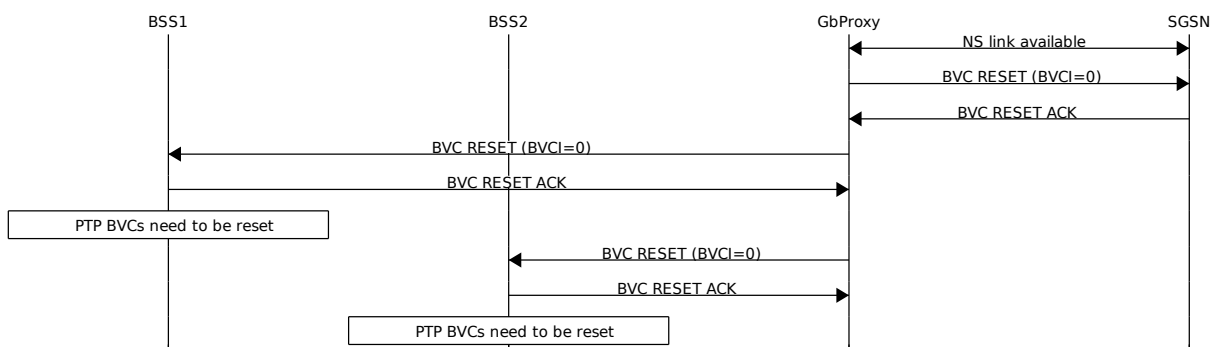 BSS1 BSS2 GbProxy SGSN
NS link available
BVC RESET (BVCI=0)
BVC RESET ACK
BVC RESET (BVCI=0)
BVC RESET ACK
PTP BVCs need to be reset
BVC RESET (BVCI=0)
BVC RESET ACK
PTP BVCs need to be reset